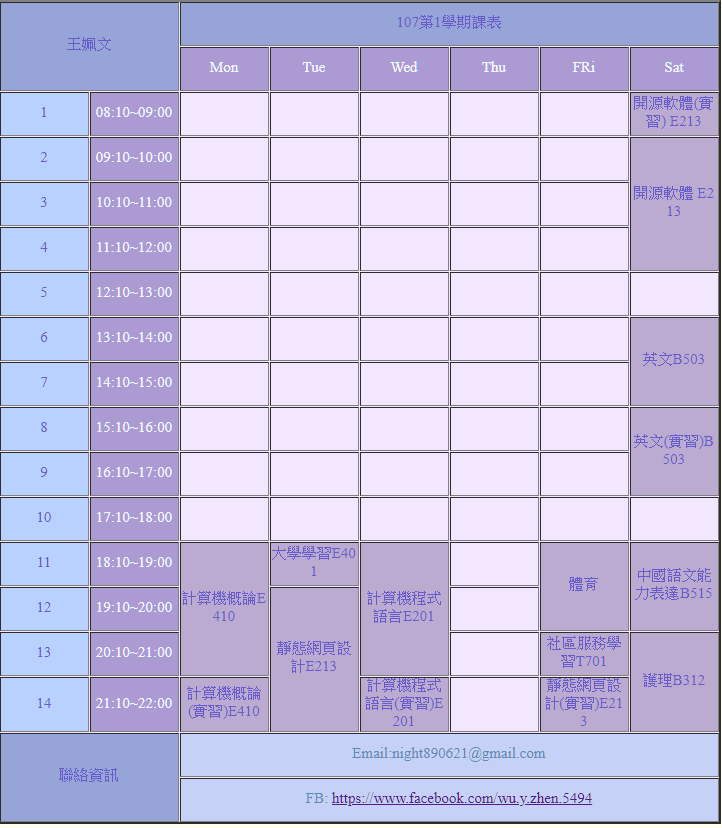 王姵文
107第1學期課表
Mon Tue Wed Thu FRi Sat
1 08:10~09:00 開源軟體(實
習) E213
2 09:10~10:00
3 10:10~11:00 開源軟體 E2
13
4 11:10~12:00
5 12:10~13:00
6 13:10~14:00
英文B503
7 14:10~15:00
8 15:10~16:00
英文(實習)B
503
9 16:10~17:00
10 17:10~18:00
11 18:10~19:00 大學學習E40
1
體育
中國語文能
力表達B515
計算機概論E
410
計算機程式
語言E201
12 19:10~20:00
靜態網頁設
計E213
13 20:10~21:00 社區服務學
習T701
護理B312
14 21:10~22:00 計算機概論
(實習)E410
計算機程式
語言(實習)E
201
靜態網頁設
計(實習)E21
3
聯絡資訊
Email:night890621@gmail.com
FB: https://www.facebook.com/wu.y.zhen.5494